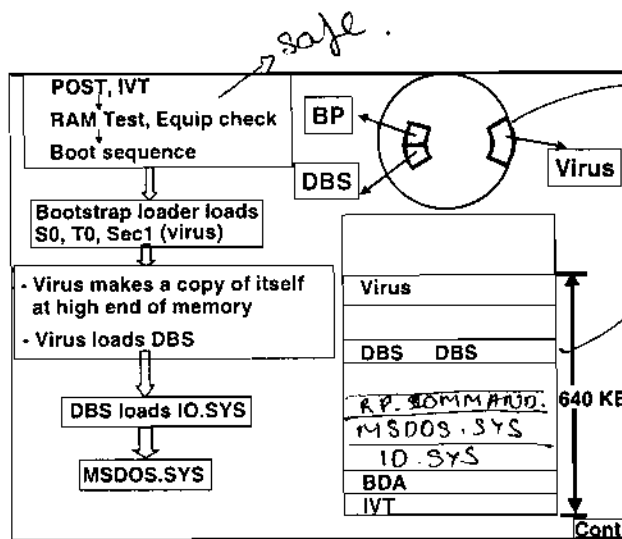 safe.
POST, IVT
RAM Test, Equip check
Boot sequence
Bootstrap loader loads
S0, T0, Sec1 (virus)
- Virus makes a copy of itself
at high end of memory
- Virus loads DBS
DBS loads IO.SYS
MSDOS.SYS
BP
DBS
Virus
Virus
DBS DBS
RP. COMMAND.
MSDOS.SYS
IO.SYS
BDA
IVT
640 KB
Cont